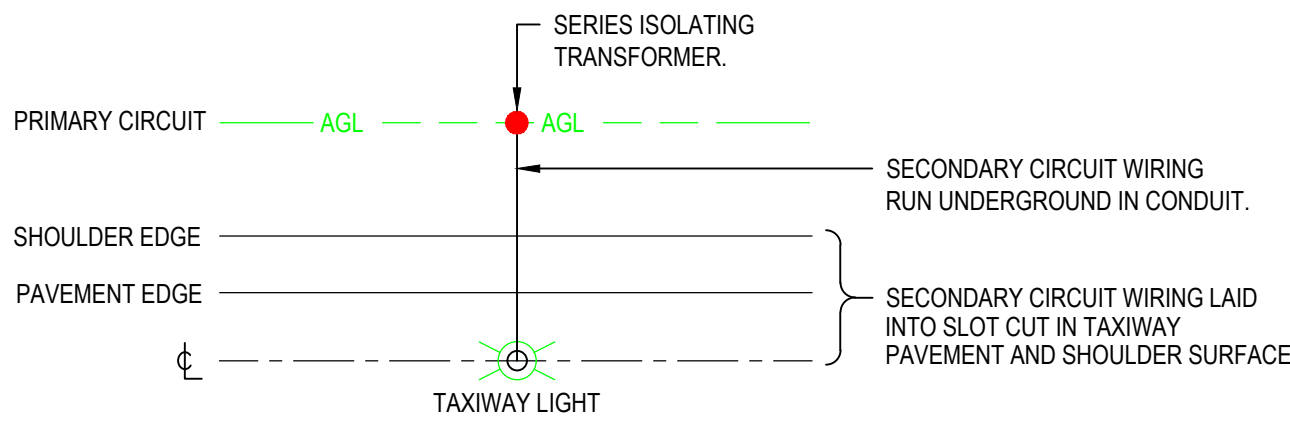 SERIES ISOLATING
TRANSFORMER.
PRIMARY CIRCUIT
AGL
AGL
SECONDARY CIRCUIT WIRING
RUN UNDERGROUND IN CONDUIT.
SHOULDER EDGE
PAVEMENT EDGE
SECONDARY CIRCUIT WIRING LAID
INTO SLOT CUT IN TAXIWAY
PAVEMENT AND SHOULDER SURFACE
℄
TAXIWAY LIGHT